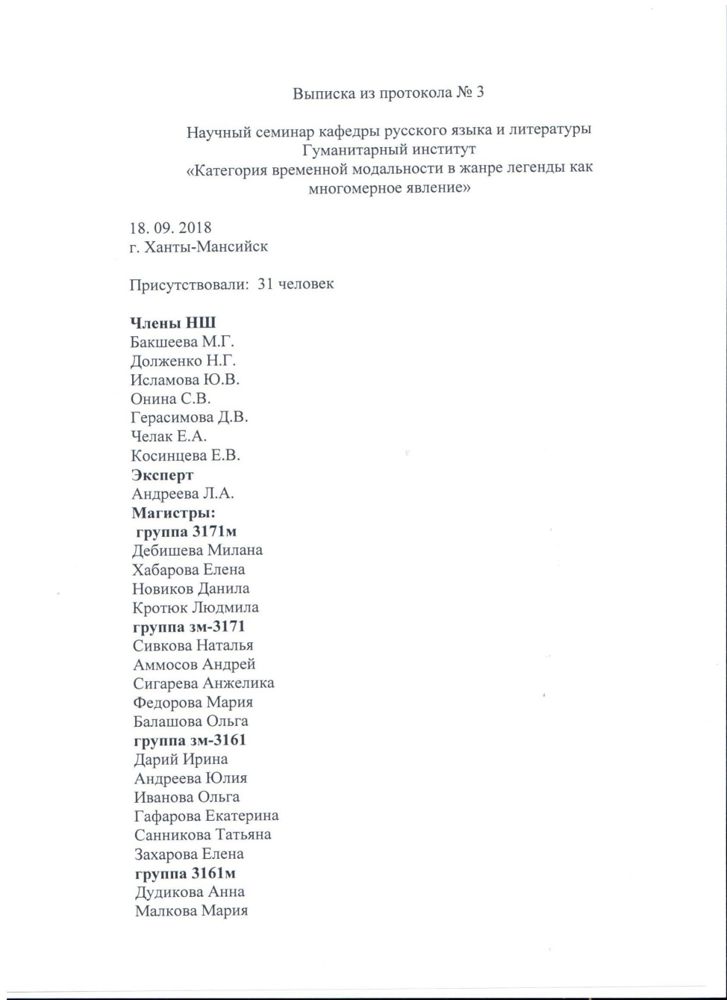 Выписка из протокола № 3
Научный семинар кафедры русского языка и литературы
Гуманитарный институт
«Категория временной модальности в жанре легенды как
многомерное явление»
18. 09. 2018
г. Ханты-Мансийск
Присутствовали: 31 человек
Члены НШ
Бакшеева М.Г.
Долженко Н.Г.
Исламова Ю.В.
Онина С.В.
Герасимова Д.В.
Челак Е.А.
Косинцева Е.В.
Эксперт
Андреева Л.А.
Магистры:
группа 3171м
Дебишева Милана
Хабарова Елена
Новиков Данила
Кротюк Людмила
группа зм-3171
Сивкова Наталья
Аммосов Андрей
Сигарева Анжелика
Федорова Мария
Балашова Ольга
группа зм-3161
Дарий Ирина
Андреева Юлия
Иванова Ольга
Гафарова Екатерина
Санникова Татьяна
Захарова Елена
группа 3161м
Дудикова Анна
Малкова Мария